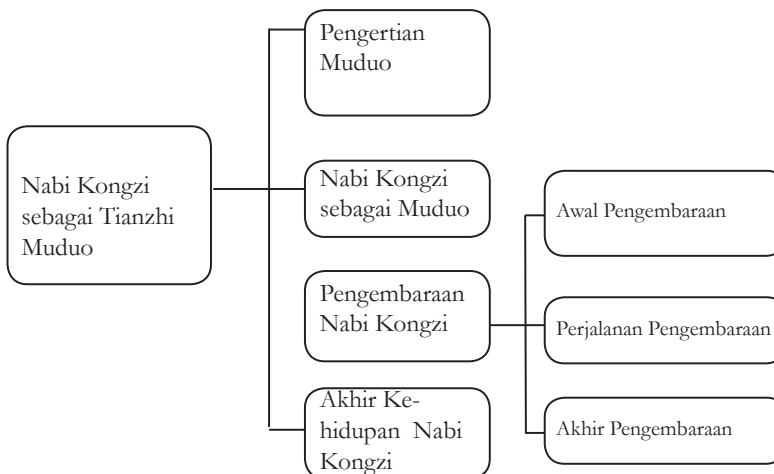 Nabi Kongzi
sebagai Tianzhi
Muduo
Pengertian
Muduo
Nabi Kongzi
sebagai Muduo
Pengembaraan
Nabi Kongzi
Akhir Ke-
hidupan Nabi
Kongzi
Awal Pengembaraan
Perjalanan Pengembaraan
Akhir Pengembaraan